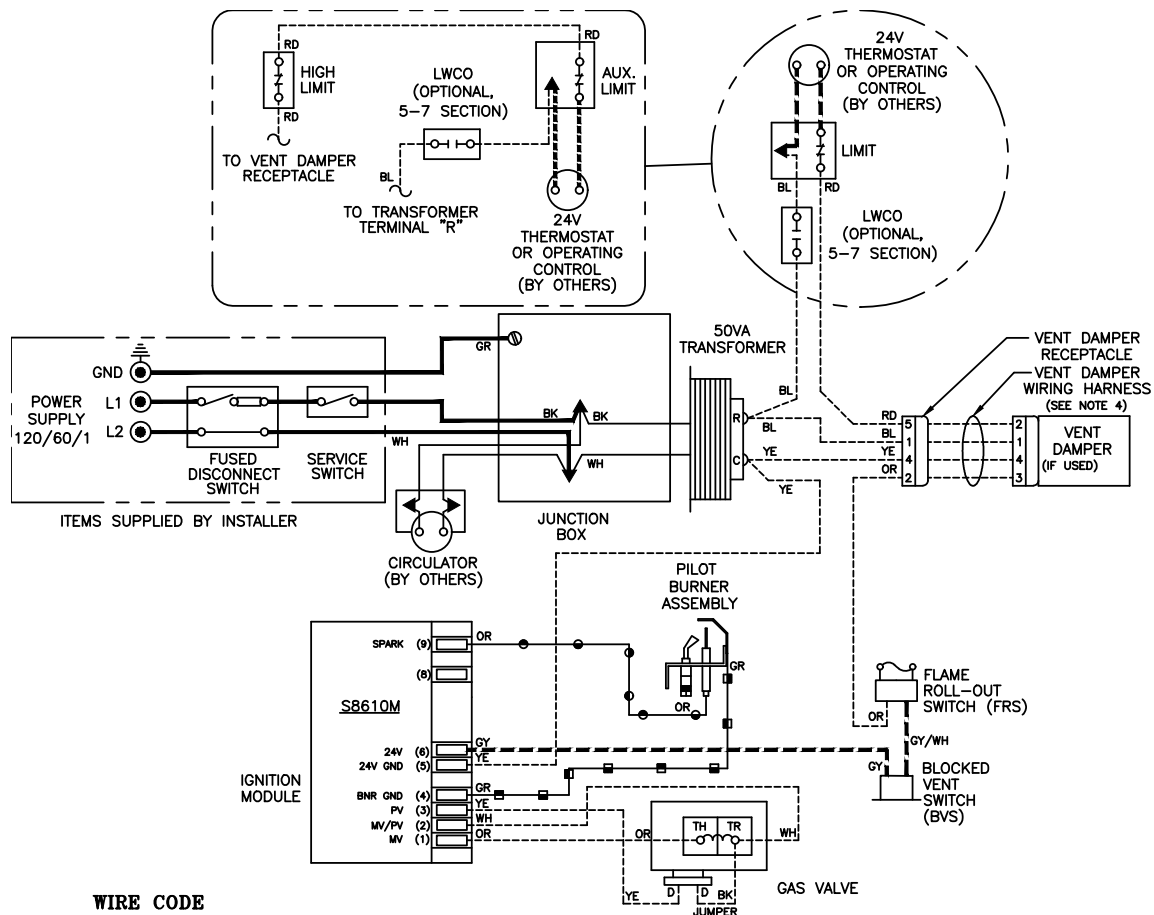 RD
RD
HIGH
LIMIT
RD
TO VENT DAMPER
RECEPTACLE
LWCO
(OPTIONAL,
5-7 SECTION)
AUX.
LIMIT
BL
TO TRANSFORMER
TERMINAL "R"
24V
THERMOSTAT
OR OPERATING
CONTROL
(BY OTHERS)
24V
THERMOSTAT
OR OPERATING
CONTROL
(BY OTHERS)
LIMIT
BL
RD
LWCO
(OPTIONAL,
5-7 SECTION)
GND
L1
L2
POWER
SUPPLY
120/60/1
FUSED
DISCONNECT
SWITCH
SERVICE
SWITCH
ITEMS SUPPLIED BY INSTALLER
GR
BK
BK
WH
WH
JUNCTION
BOX
CIRCULATOR
(BY OTHERS)
50VA
TRANSFORMER
R
C
BL
BL
YE
YE
VENT DAMPER
RECEPTACLE
VENT DAMPER
WIRING HARNESS
(SEE NOTE 4)
RD 5 2
BL 1 1
YE 4 4
OR 2 3
VENT
DAMPER
(IF USED)
PILOT
BURNER
ASSEMBLY
GR
OR
SPARK (9) OR
(8)
S8610M
24V (6) GY
24V GND (5) YE
BNR GND (4) GR
PV (3) YE
MV/PV (2) WH
MV (1) OR
IGNITION
MODULE
FLAME
ROLL-OUT
SWITCH (FRS)
OR
GY/WH
GY
BLOCKED
VENT
SWITCH
(BVS)
OR
TH TR
WH
YE D D BK
JUMPER
GAS VALVE
WIRE CODE